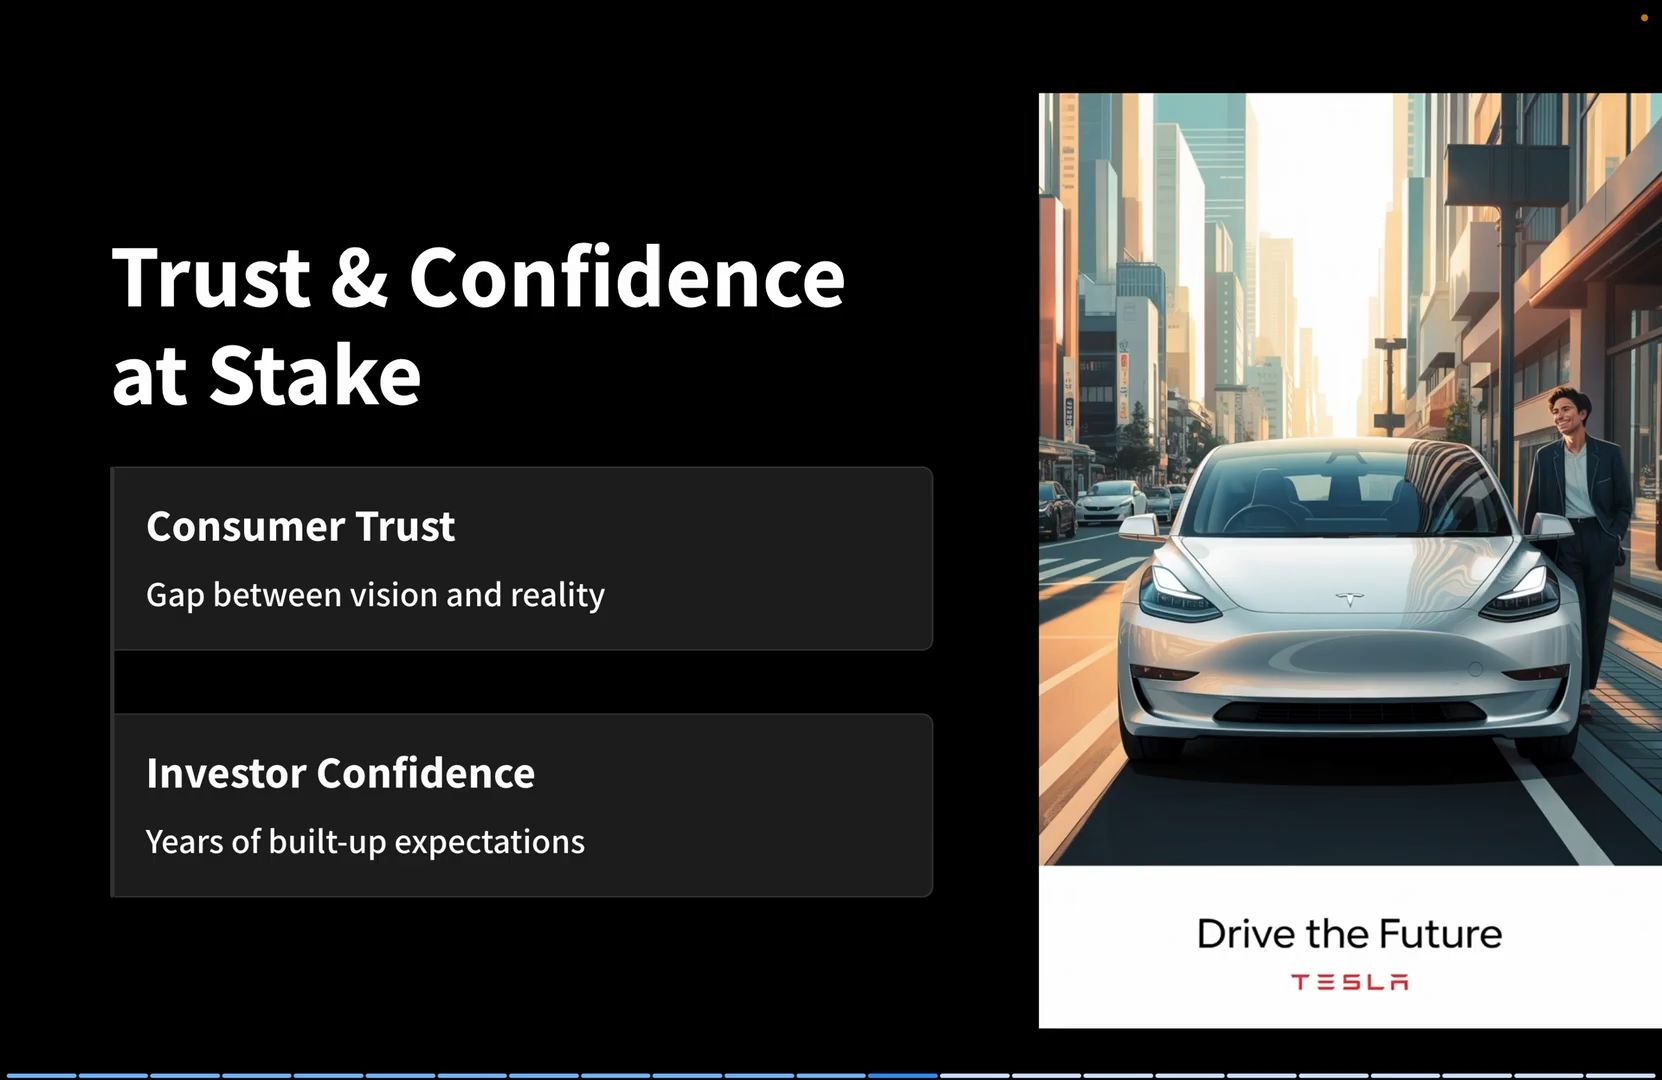 Trust & Confidence
at Stake
Consumer Trust
Gap between vision and reality
Investor Confidence
Years of built-up expectations
Drive the Future
TESLA